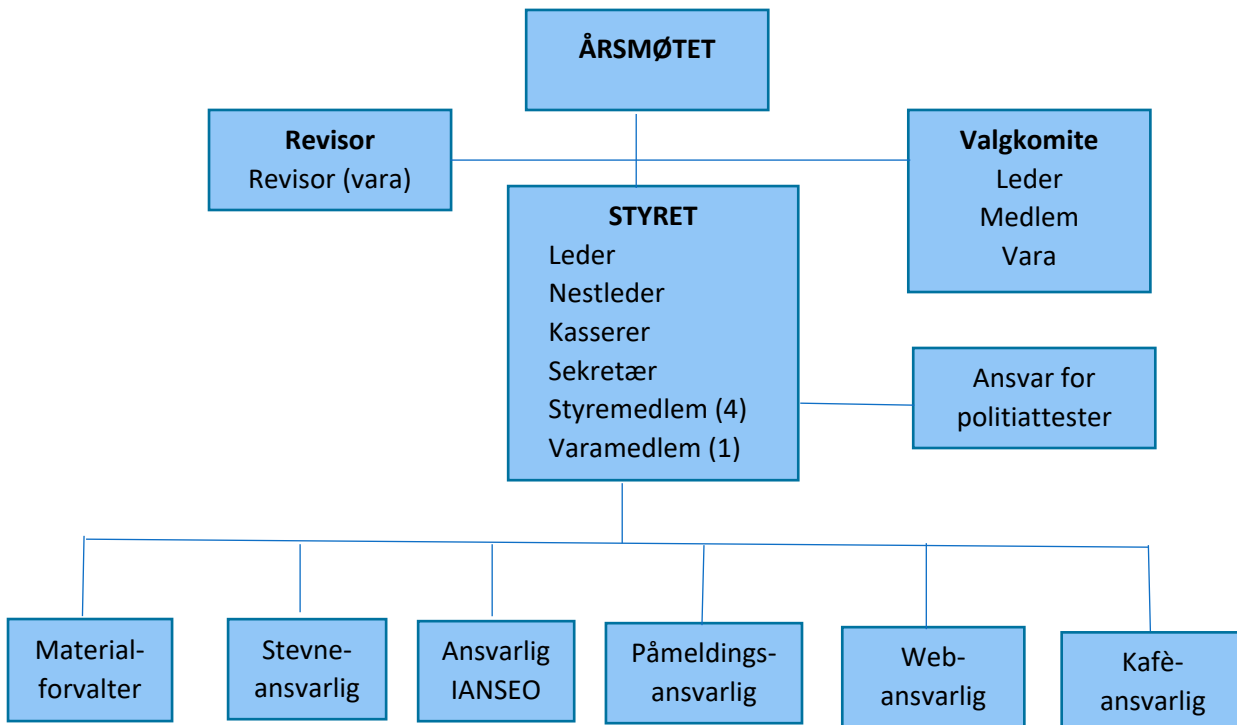 ÅRSMØTET
Revisor
Revisor (vara)
Valgkomite
Leder
Medlem
Vara
STYRET
Leder
Nestleder
Kasserer
Sekretær
Styremedlem (4)
Varamedlem (1)
Ansvar for
politiattester
Material-
forvalter
Stevne-
ansvarlig
Ansvarlig
IANSEO
Påmeldings-
ansvarlig
Web-
ansvarlig
Kafè-
ansvarlig